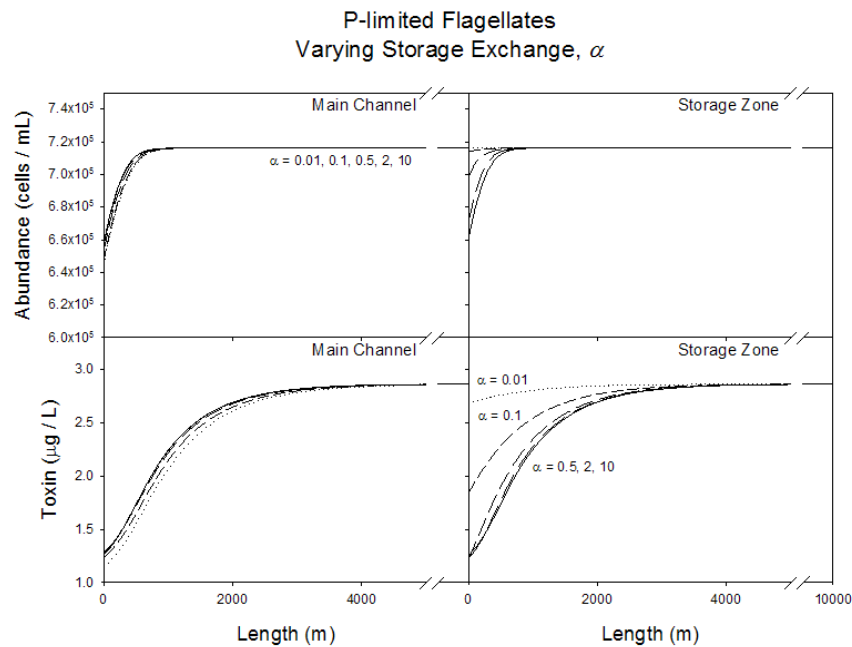 P-limited Flagellates
Varying Storage Exchange, α
Main Channel
Storage Zone
7.4x10⁵
7.2x10⁵
7.0x10⁵
6.8x10⁵
6.6x10⁵
6.4x10⁵
6.2x10⁵
6.0x10⁵
Abundance (cells / mL)
α = 0.01, 0.1, 0.5, 2, 10
Main Channel
Storage Zone
3.0
2.5
2.0
1.5
1.0
Toxin (µg / L)
α = 0.01
α = 0.1
α = 0.5, 2, 10
0
2000
4000
0
2000
4000
10000
Length (m)
Length (m)